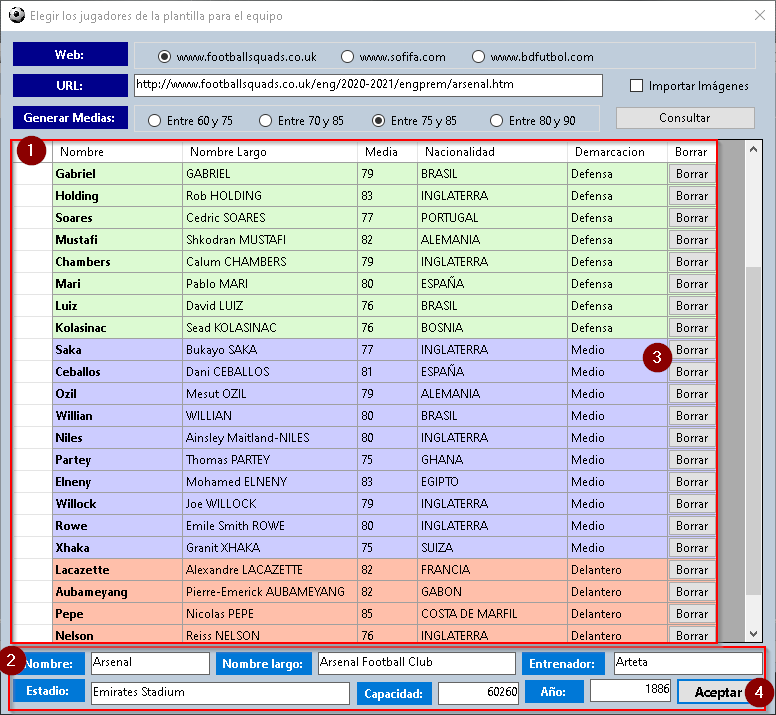 Elegir los jugadores de la plantilla para el equipo
Web: www.footballsquads.co.uk www.sofifa.com www.bdfutbol.com
URL: http://www.footballsquads.co.uk/eng/2020-2021/engprem/arsenal.htm Importar Imágenes
Generar Medias: Entre 60 y 75 Entre 70 y 85 Entre 75 y 85 Entre 80 y 90 Consultar
1 Nombre Nombre Largo Media Nacionalidad Demarcacion Borrar
Gabriel GABRIEL 79 BRASIL Defensa Borrar
Holding Rob HOLDING 83 INGLATERRA Defensa Borrar
Soares Cedric SOARES 77 PORTUGAL Defensa Borrar
Mustafi Shkodran MUSTAFI 82 ALEMANIA Defensa Borrar
Chambers Calum CHAMBERS 79 INGLATERRA Defensa Borrar
Mari Pablo MARI 80 ESPAÑA Defensa Borrar
Luiz David LUIZ 76 BRASIL Defensa Borrar
Kolasinac Sead KOLASINAC 76 BOSNIA Defensa Borrar
Saka Bukayo SAKA 77 INGLATERRA Medio 3 Borrar
Ceballos Dani CEBALLOS 81 ESPAÑA Medio Borrar
Ozil Mesut OZIL 79 ALEMANIA Medio Borrar
Willian WILLIAN 80 BRASIL Medio Borrar
Niles Ainsley Maitland-NILES 80 INGLATERRA Medio Borrar
Partey Thomas PARTEY 75 GHANA Medio Borrar
Elneny Mohamed ELNENY 83 EGIPTO Medio Borrar
Willock Joe WILLOCK 79 INGLATERRA Medio Borrar
Rowe Emile Smith ROWE 80 INGLATERRA Medio Borrar
Xhaka Granit XHAKA 75 SUIZA Medio Borrar
Lacazette Alexandre LACAZETTE 82 FRANCIA Delantero Borrar
Aubameyang Pierre-Emerick AUBAMEYANG 82 GABON Delantero Borrar
Pepe Nicolas PEPE 85 COSTA DE MARFIL Delantero Borrar
Nelson Reiss NELSON 76 INGLATERRA Delantero Borrar
2 Nombre: Arsenal Nombre largo: Arsenal Football Club Entrenador: Arteta
Estadio: Emirates Stadium Capacidad: 60260 Año: 1886 Aceptar 4